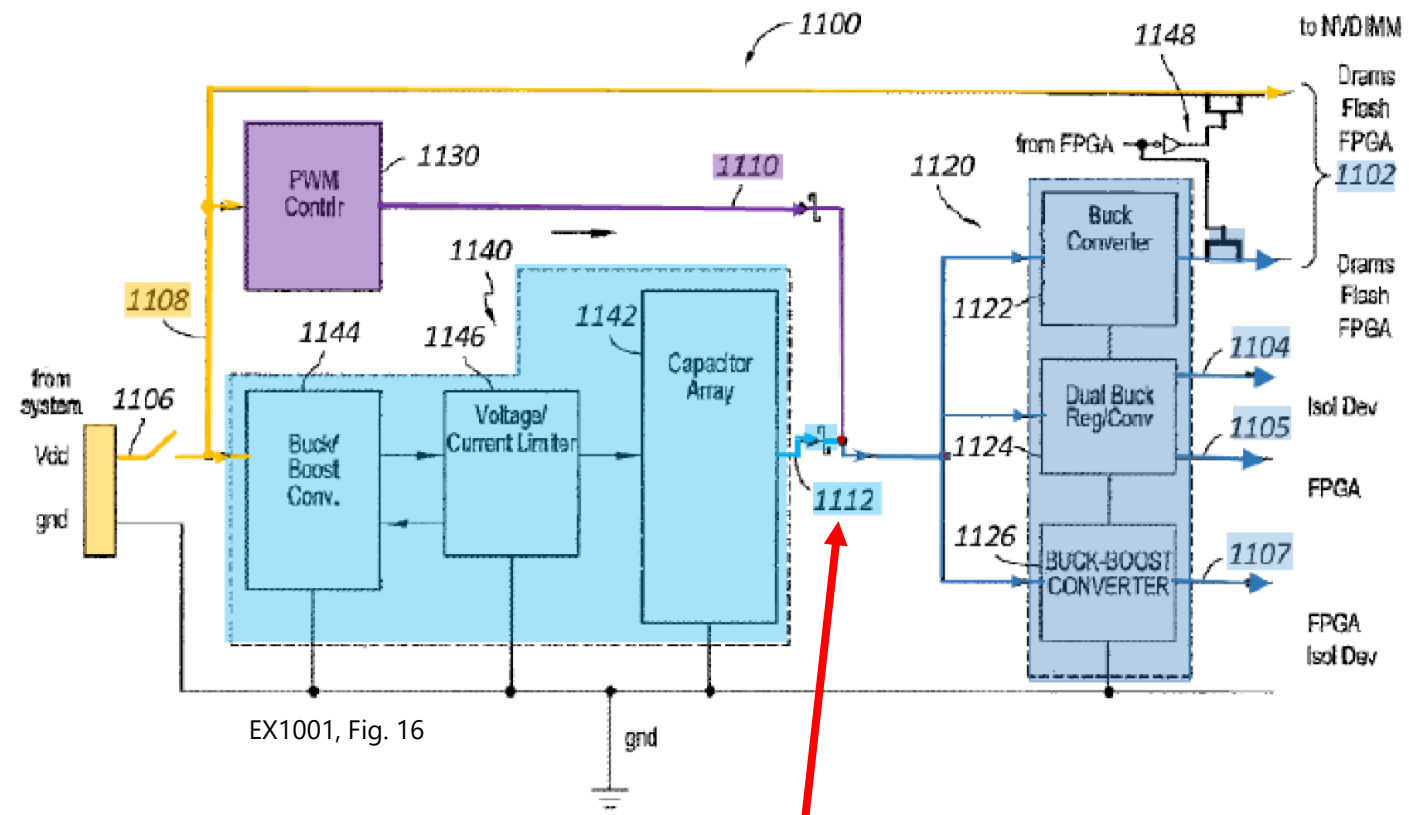 1100
1148
to NVDIMM
Drams
Flash
FPGA
1102
from FPGA
1130
PWM
Contrlr
1110
1120
Buck
Converter
1122
Drams
Flash
FPGA
1108
1140
1144
1146
1142
Capacitor
Array
Voltage/
Current Limiter
Buck/
Boost
Conv.
from
system
1106
Vdd
gnd
1112
1104
Dual Buck
Reg/Conv
1124
Isol Dev
1105
FPGA
1126
BUCK-BOOST
CONVERTER
1107
FPGA
Isol Dev
EX1001, Fig. 16
gnd